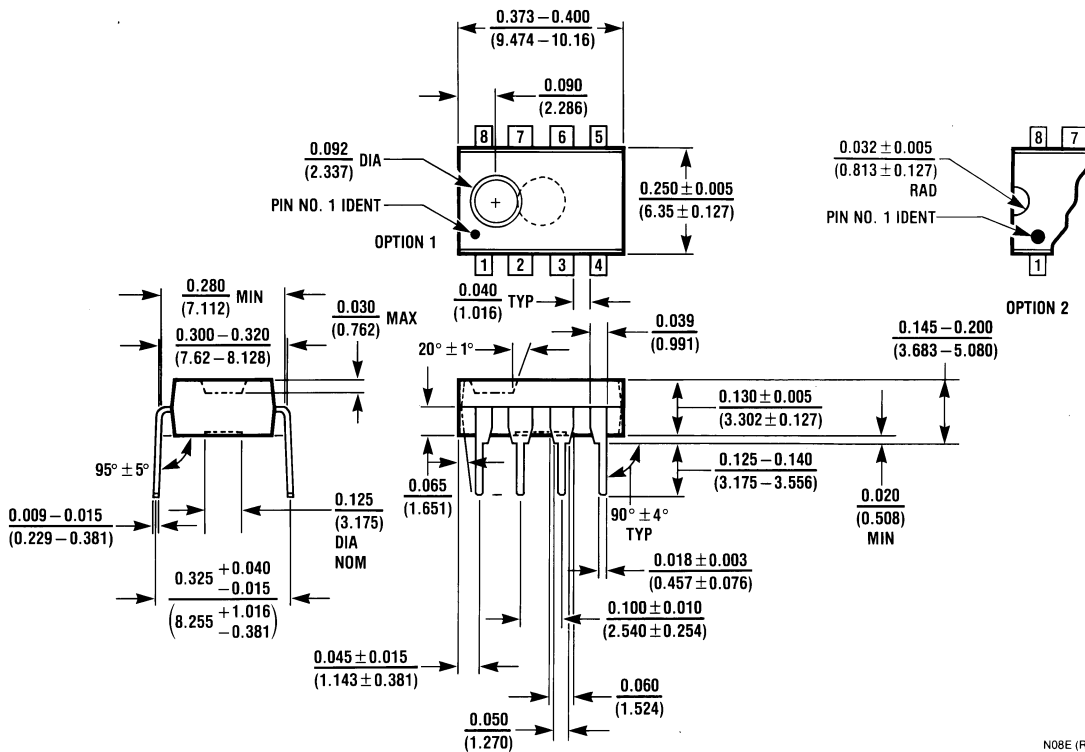 0.373 – 0.400
(9.474 – 10.16)
0.090
(2.286)
8 7 6 5
0.092 DIA
(2.337)
PIN NO. 1 IDENT
OPTION 1
1 2 3 4
0.250 ± 0.005
(6.35 ± 0.127)
0.032 ± 0.005
(0.813 ± 0.127)
RAD
PIN NO. 1 IDENT
8 7
1
OPTION 2
0.280 MIN
(7.112)
0.030 MAX
(0.762)
0.040 TYP
(1.016)
0.039
(0.991)
0.145 – 0.200
(3.683 – 5.080)
0.300 – 0.320
(7.62 – 8.128)
20° ± 1°
0.130 ± 0.005
(3.302 ± 0.127)
95° ± 5°
0.065
(1.651)
0.125 – 0.140
(3.175 – 3.556)
0.020
(0.508)
MIN
90° ± 4°
TYP
0.009 – 0.015
(0.229 – 0.381)
0.125
(3.175)
DIA
NOM
0.018 ± 0.003
(0.457 ± 0.076)
0.325 +0.040
−0.015
(8.255 +1.016
−0.381)
0.100 ± 0.010
(2.540 ± 0.254)
0.045 ± 0.015
(1.143 ± 0.381)
0.060
(1.524)
0.050
(1.270)
N08E (R